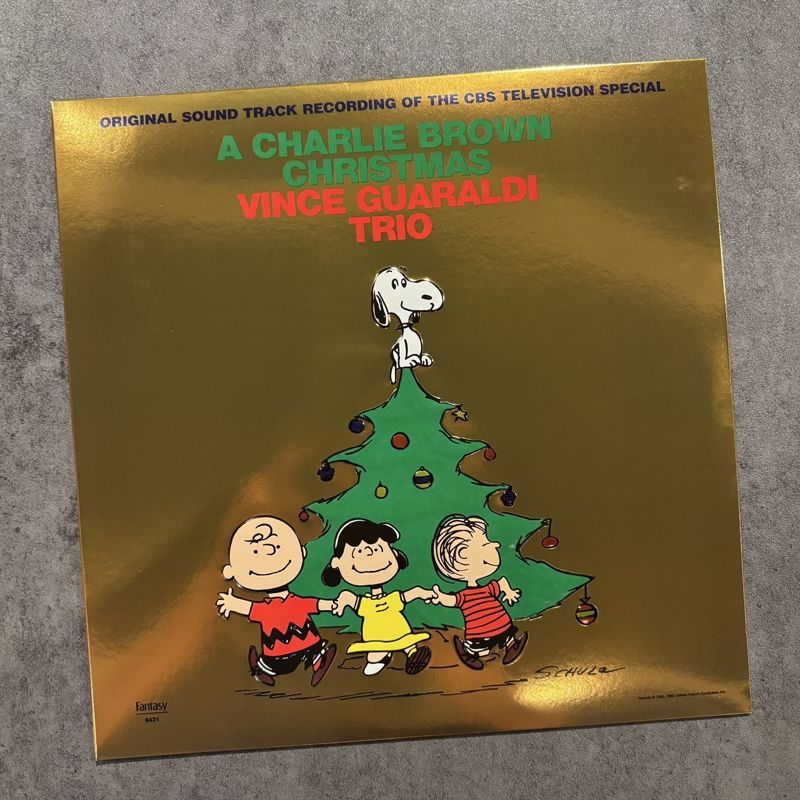 ORIGINAL SOUND TRACK RECORDING OF THE CBS TELEVISION SPECIAL
A CHARLIE BROWN
CHRISTMAS
VINCE GUARALDI
TRIO
SCHULZ
Fantasy
8431